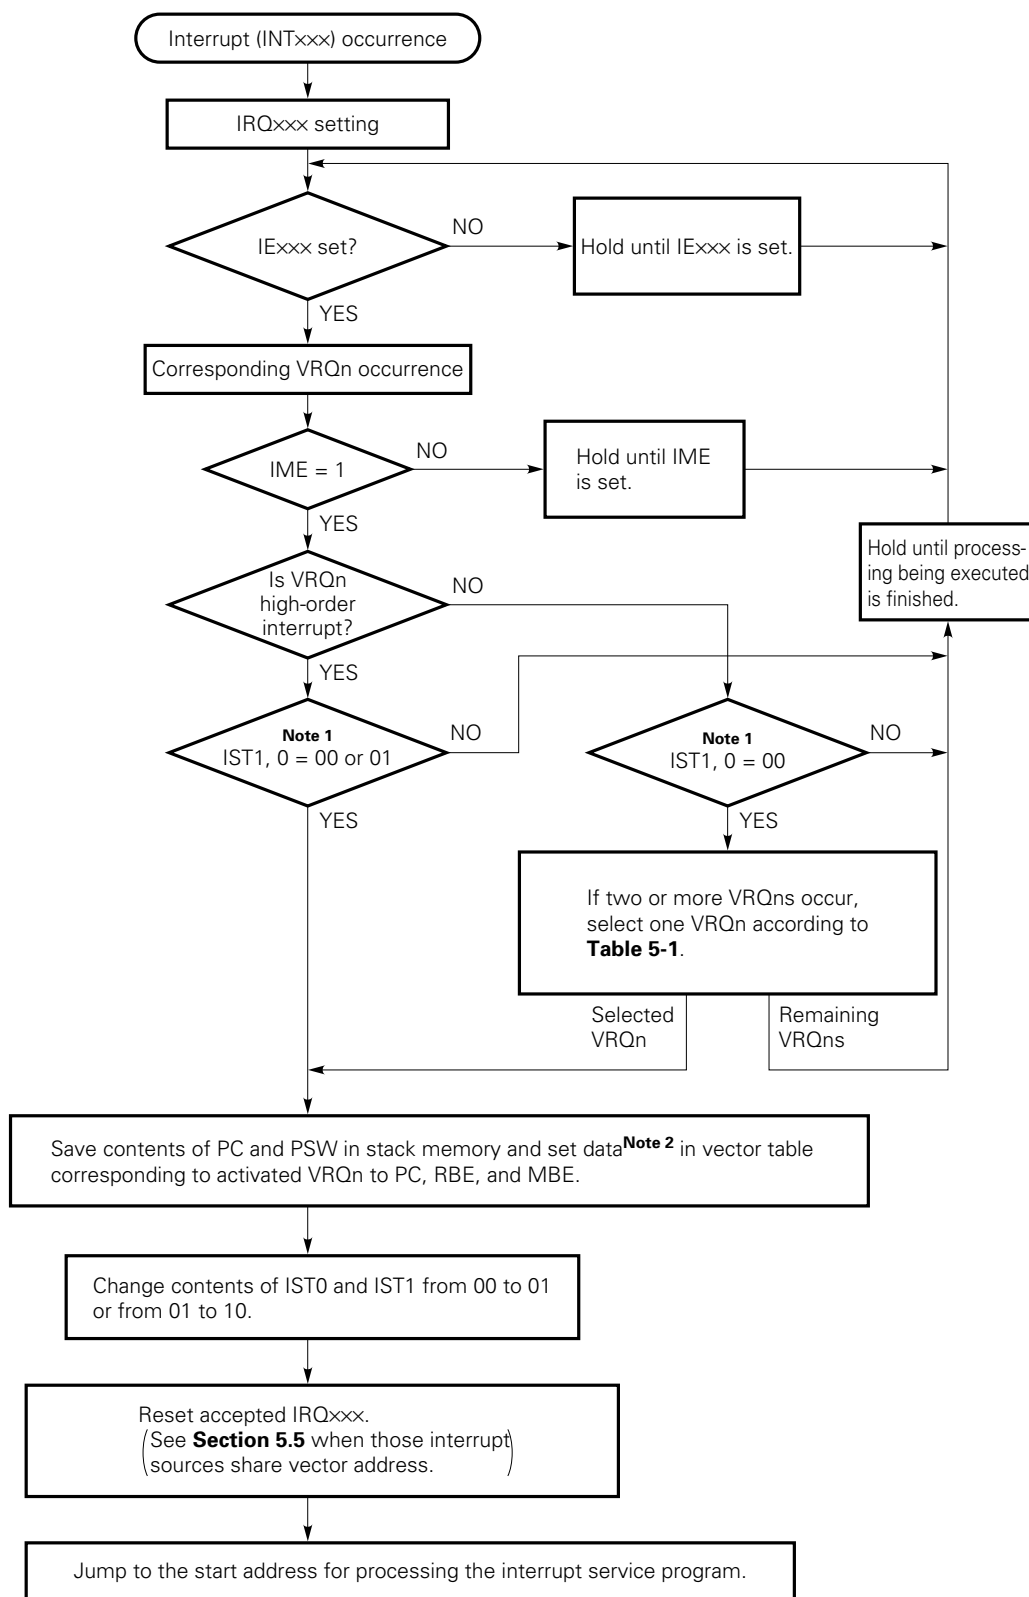 Interrupt (INT×××) occurrence
IRQ××× setting
IE××× set?
NO
Hold until IE××× is set.
YES
Corresponding VRQn occurrence
IME = 1
NO
Hold until IME
is set.
YES
Hold until process-
ing being executed
is finished.
Is VRQn
high-order
interrupt?
NO
YES
Note 1
IST1, 0 = 00 or 01
NO
Note 1
IST1, 0 = 00
NO
YES
YES
If two or more VRQns occur,
select one VRQn according to
Table 5-1.
Selected
VRQn
Remaining
VRQns
Save contents of PC and PSW in stack memory and set data Note 2 in vector table
corresponding to activated VRQn to PC, RBE, and MBE.
Change contents of IST0 and IST1 from 00 to 01
or from 01 to 10.
Reset accepted IRQ×××.
(See Section 5.5 when those interrupt
sources share vector address.)
Jump to the start address for processing the interrupt service program.